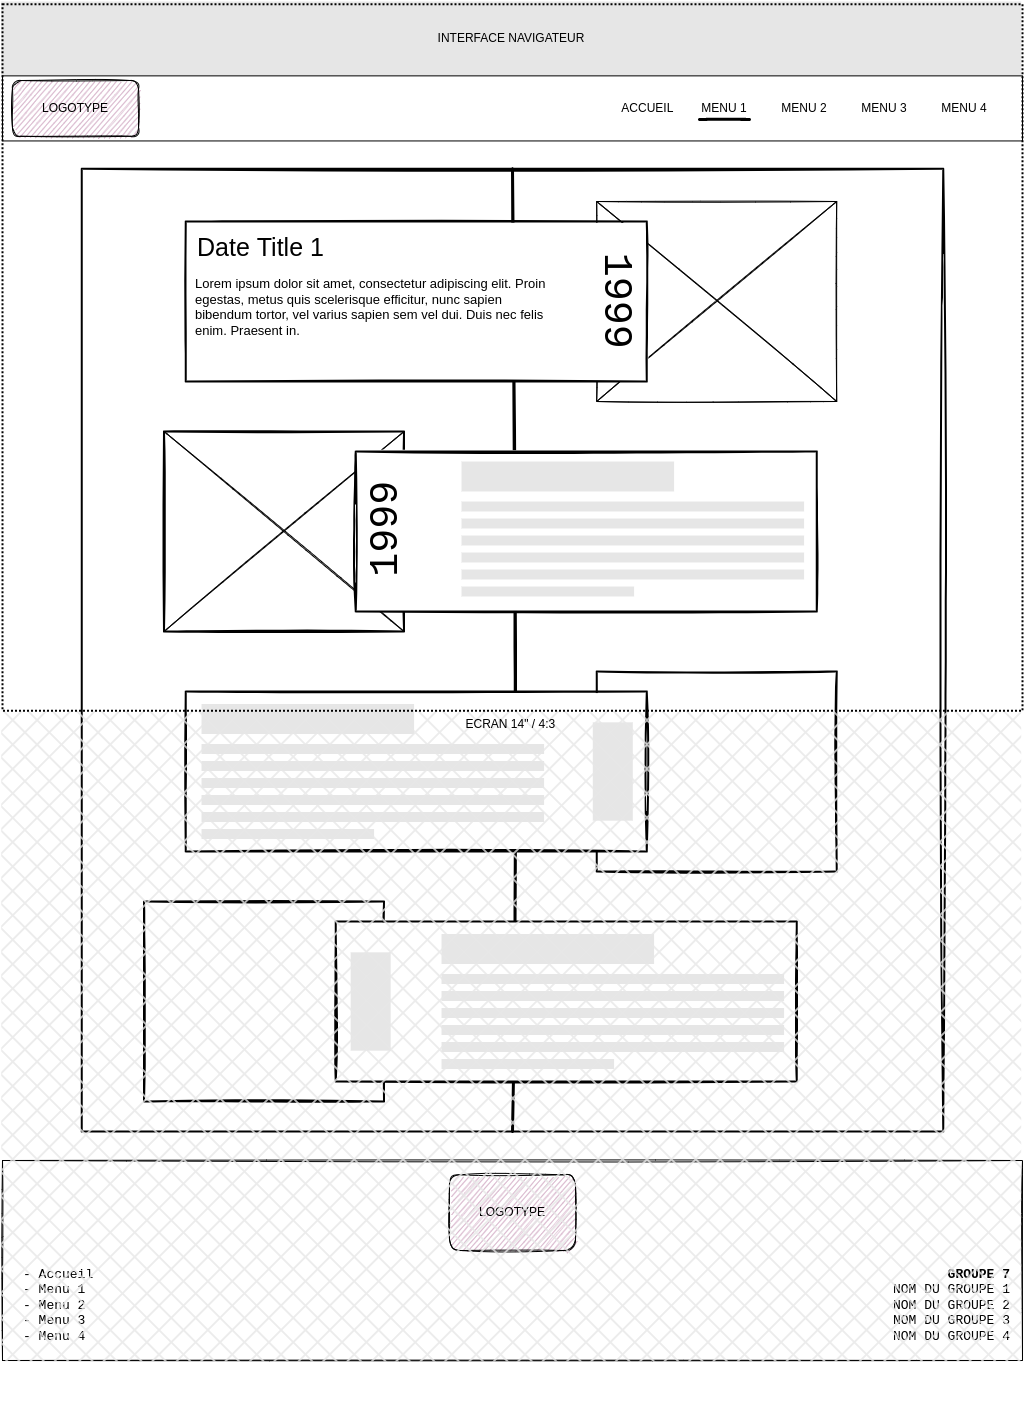 INTERFACE NAVIGATEUR
LOGOTYPE
ACCUEIL MENU 1 MENU 2 MENU 3 MENU 4
Date Title 1
Lorem ipsum dolor sit amet, consectetur adipiscing elit. Proin
egestas, metus quis scelerisque efficitur, nunc sapien
bibendum tortor, vel varius sapien sem vel dui. Duis nec felis
enim. Praesent in.
1999
1999
ECRAN 14" / 4:3
LOGOTYPE
- Accueil
- Menu 1
- Menu 2
- Menu 3
- Menu 4
GROUPE 7
NOM DU GROUPE 1
NOM DU GROUPE 2
NOM DU GROUPE 3
NOM DU GROUPE 4